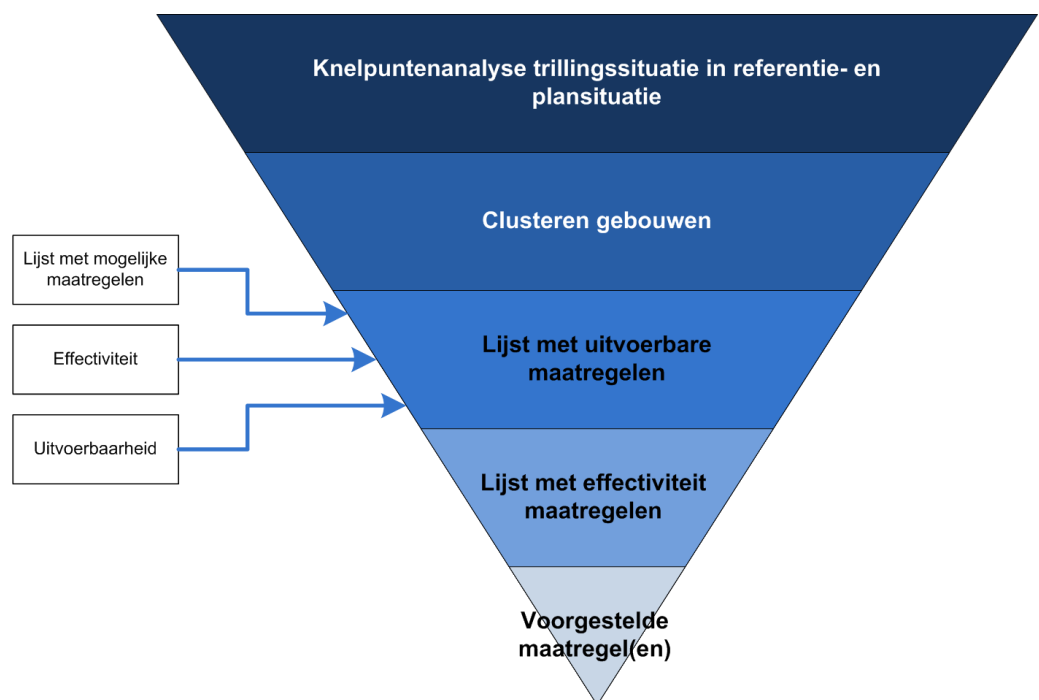 Knelpuntenanalyse trillingssituatie in referentie- en
plansituatie
Clusteren gebouwen
Lijst met mogelijke
maatregelen
Effectiviteit
Uitvoerbaarheid
Lijst met uitvoerbare
maatregelen
Lijst met effectiviteit
maatregelen
Voorgestelde
maatregel(en)